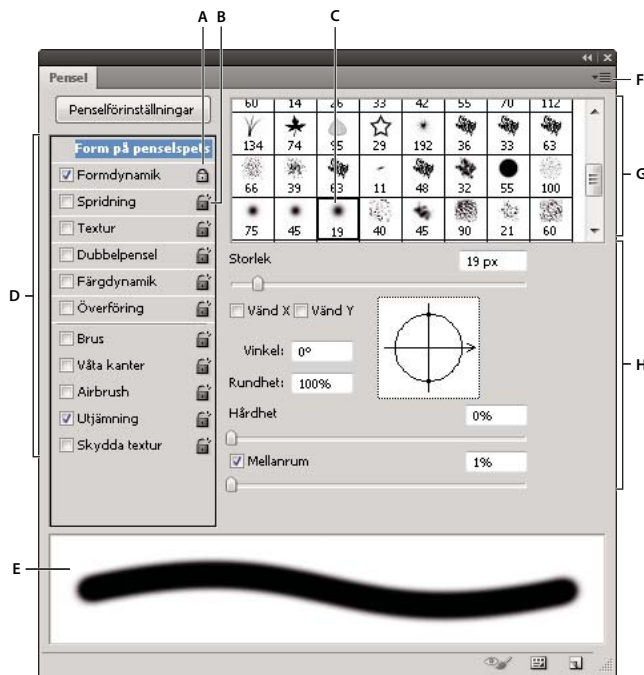 A B C
Pensel
F
Penselförinställningar
60 14 26 33 42 55 70 112
134 74 95 29 192 36 33 63
66 39 63 11 48 32 55 100
75 45 19 40 45 90 21 60
G
Form på penselspets
Formdynamik
Spridning
Textur
Dubbelpensel
Färgdynamik
Överföring
Brus
Våta kanter
Airbrush
Utjämning
Skydda textur
D
Storlek 19 px
Vänd X Vänd Y
Vinkel: 0°
Rundhet: 100%
Hårdhet 0%
Mellanrum 1%
H
E